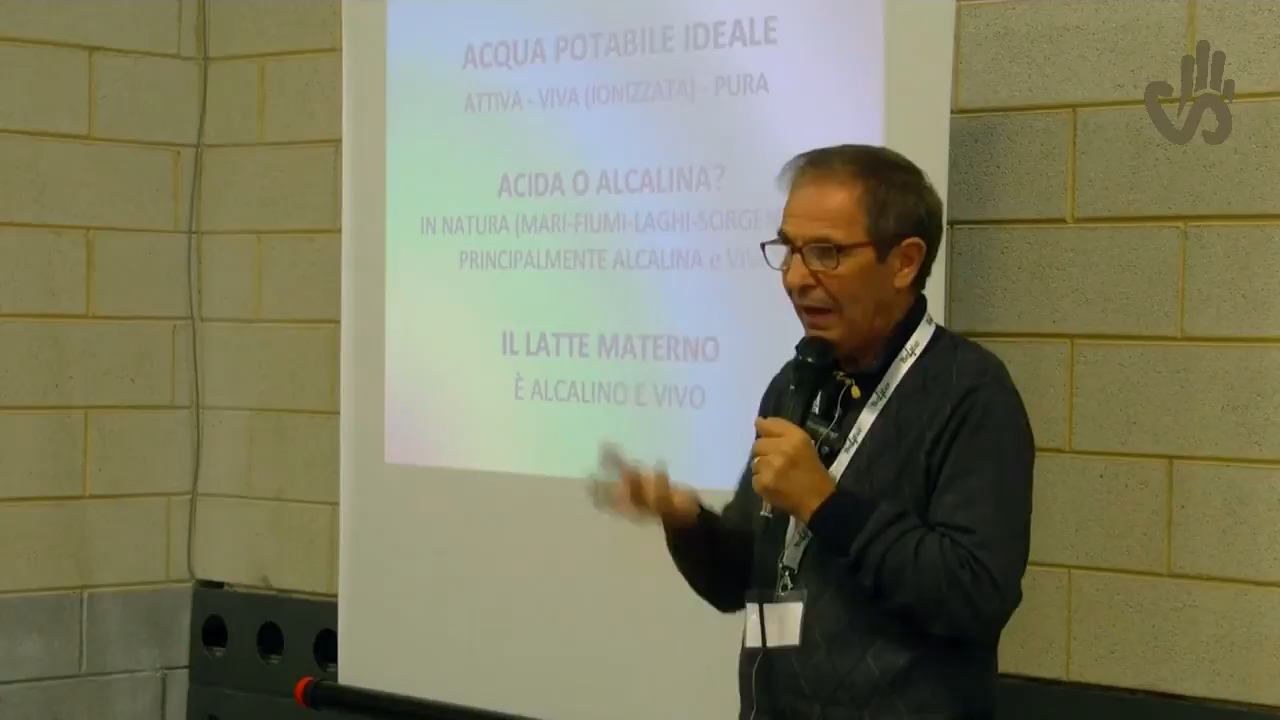 ACQUA POTABILE IDEALE
ATTIVA - VIVA (IONIZZATA) - PURA
ACIDA O ALCALINA?
IN NATURA (MARI-FIUMI-LAGHI-SORGEN
PRINCIPALMENTE ALCALINA e VIV
IL LATTE MATERNO
È ALCALINO E VIVO